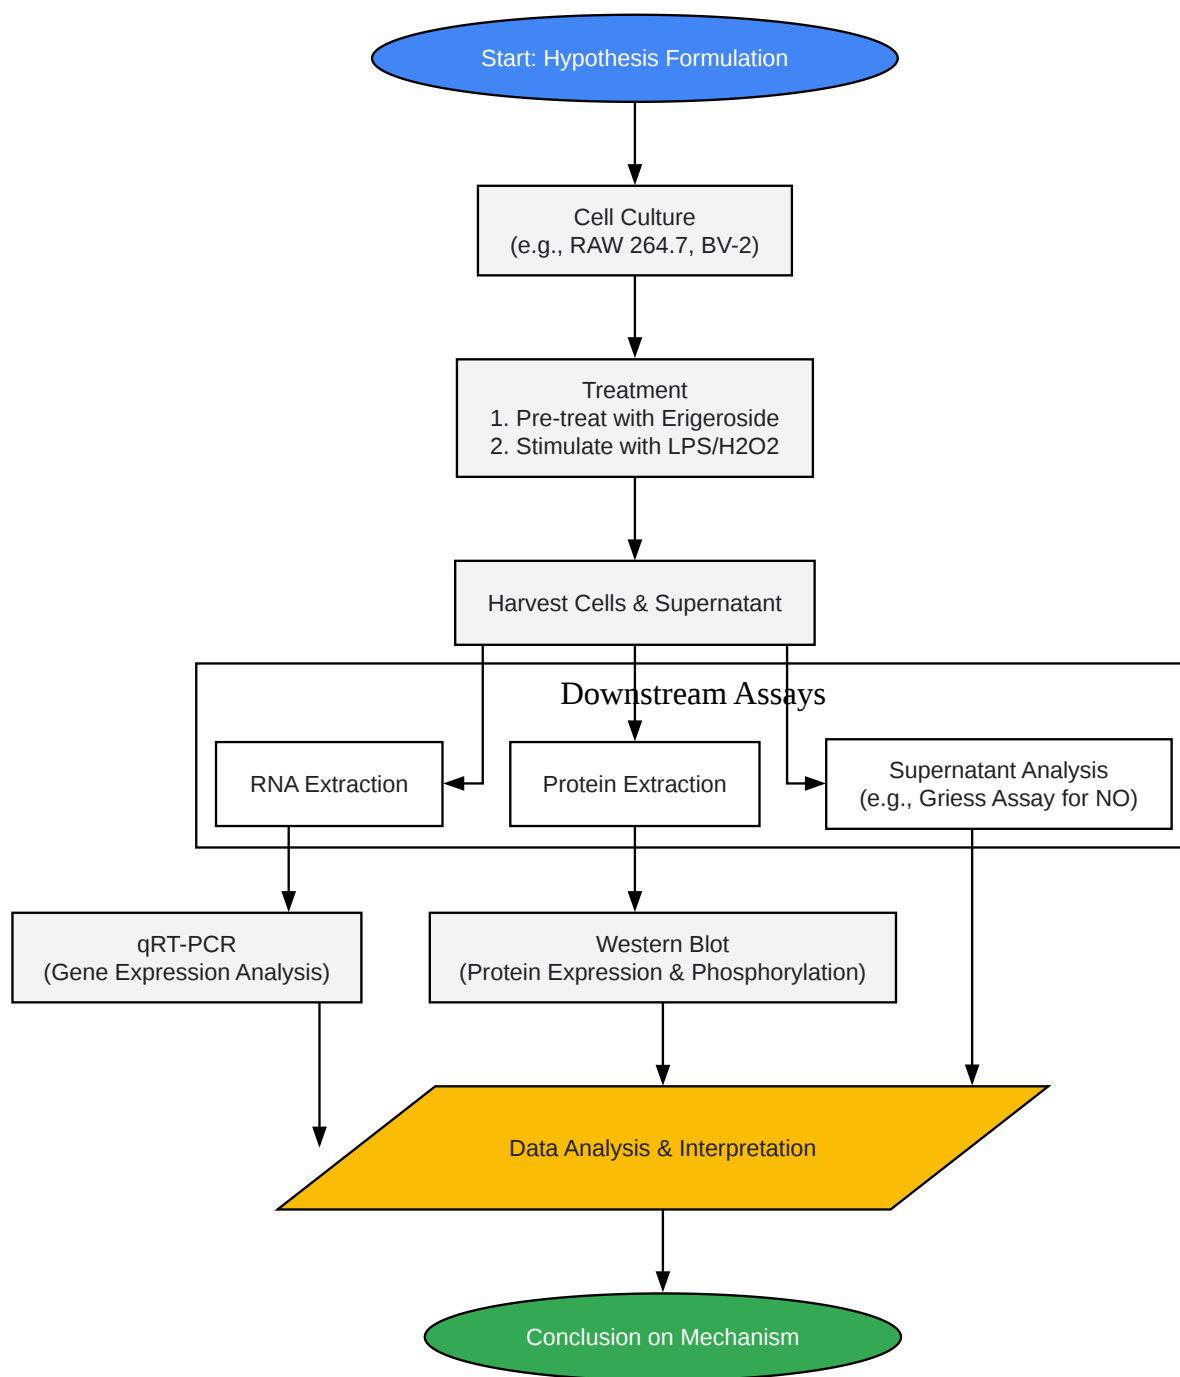 Start: Hypothesis Formulation
Cell Culture
(e.g., RAW 264.7, BV-2)
Treatment
1. Pre-treat with Erigeroside
2. Stimulate with LPS/H2O2
Harvest Cells & Supernatant
Downstream Assays
RNA Extraction
Protein Extraction
Supernatant Analysis
(e.g., Griess Assay for NO)
qRT-PCR
(Gene Expression Analysis)
Western Blot
(Protein Expression & Phosphorylation)
Data Analysis & Interpretation
Conclusion on Mechanism